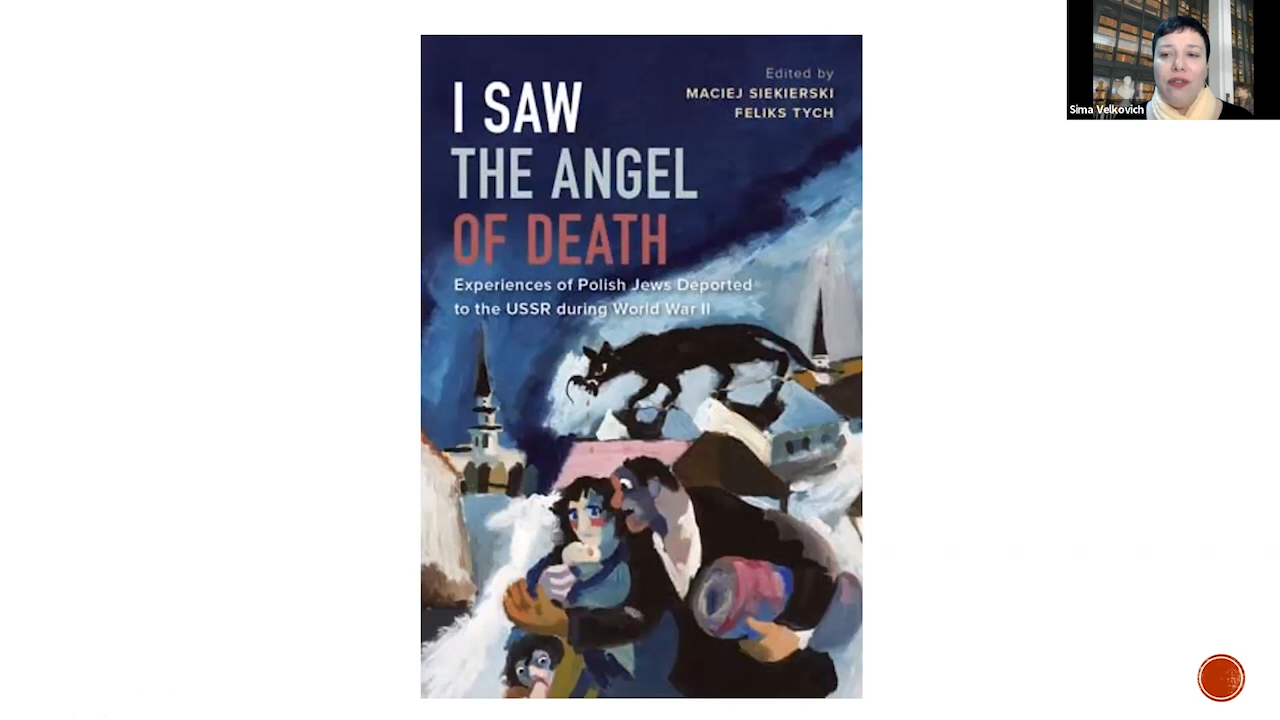 I SAW
THE ANGEL
OF DEATH
Edited by
MACIEJ SIEKIERSKI
FELIKS TYCH
Experiences of Polish Jews Deported
to the USSR during World War II
Sima Velkovich